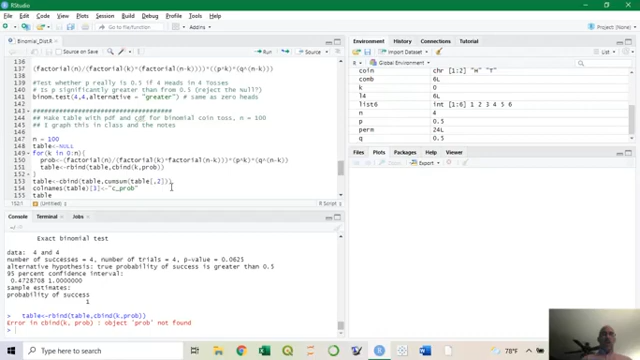 RStudio
File Edit Code View Plots Session Build Debug Profile Tools Help
Go to file/function
Addins
Project: (None)
Binomial_Dist.R
Source on Save
Run
Source
136
137 (factorial(n)/(factorial(k)*(factorial(n-k))))*((p^k)*(q^(n-k)))
138
139 #Test whether p really is 0.5 if 4 Heads in 4 Tosses
140 # Is p significantly greater than 0.5 (reject the Null?)
141 binom.test(4,4,alternative = "greater") # same as zero heads
142
143 ####################################
144 # Make table with pdf and cdf for binomial coin toss, n = 100
145 # I graph this in class and the notes
146
147 n = 100
148 table<-NULL
149 for(k in 0:n){
150 prob<-(factorial(n)/(factorial(k)*factorial(n-k)))*(p^k)*(q^(n-k))
151 table<-rbind(table,cbind(k,prob))
152 }
153 table<-cbind(table,cumsum(table[,2]))
154 colnames(table)[3]<-"c_prob"
155 table
152:1 (Untitled)
R Script
Console Terminal Jobs
Exact binomial test
data: 4 and 4
number of successes = 4, number of trials = 4, p-value = 0.0625
alternative hypothesis: true probability of success is greater than 0.5
95 percent confidence interval:
0.4728708 1.0000000
sample estimates:
probability of success
1
> table<-rbind(table,cbind(k,prob))
Error in cbind(k, prob) : object 'prob' not found
>
Environment History Connections Tutorial
Import Dataset
List
R Global Environment
coin chr [1:2] "H" "T"
comb 6L
k 0
l4 6L
list6 int [1:6] 1 2 3 4 5 6
n 4
p 0.5
perm 24L
q 0.5
Files Plots Packages Help Viewer
Export
78°F